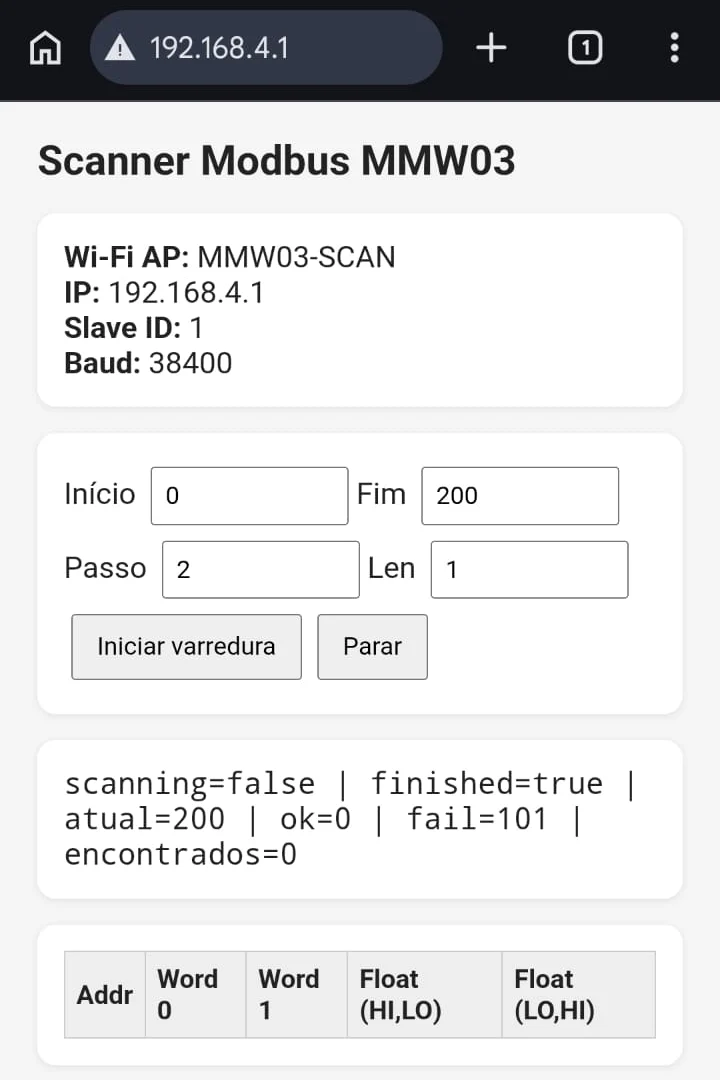 192.168.4.1
1
Scanner Modbus MMW03
Wi-Fi AP: MMW03-SCAN
IP: 192.168.4.1
Slave ID: 1
Baud: 38400
Início 0 Fim 200
Passo 2 Len 1
Iniciar varredura Parar
scanning=false | finished=true |
atual=200 | ok=0 | fail=101 |
encontrados=0
Addr Word 0 Word 1 Float (HI,LO) Float (LO,HI)